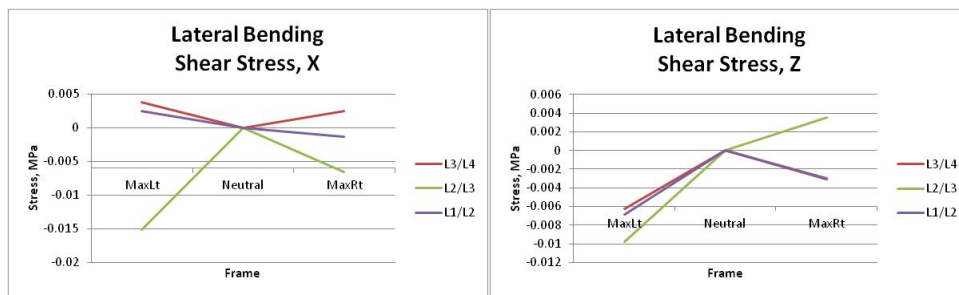 Lateral Bending
Shear Stress, X
0.005
0
-0.005
-0.01
-0.015
-0.02
Stress, MPa
MaxLt
Neutral
MaxRt
Frame
L3/L4
L2/L3
L1/L2
Lateral Bending
Shear Stress, Z
0.006
0.004
0.002
0
-0.002
-0.004
-0.006
-0.008
-0.01
-0.012
Stress, MPa
MaxLt
Neutral
MaxRt
Frame
L3/L4
L2/L3
L1/L2